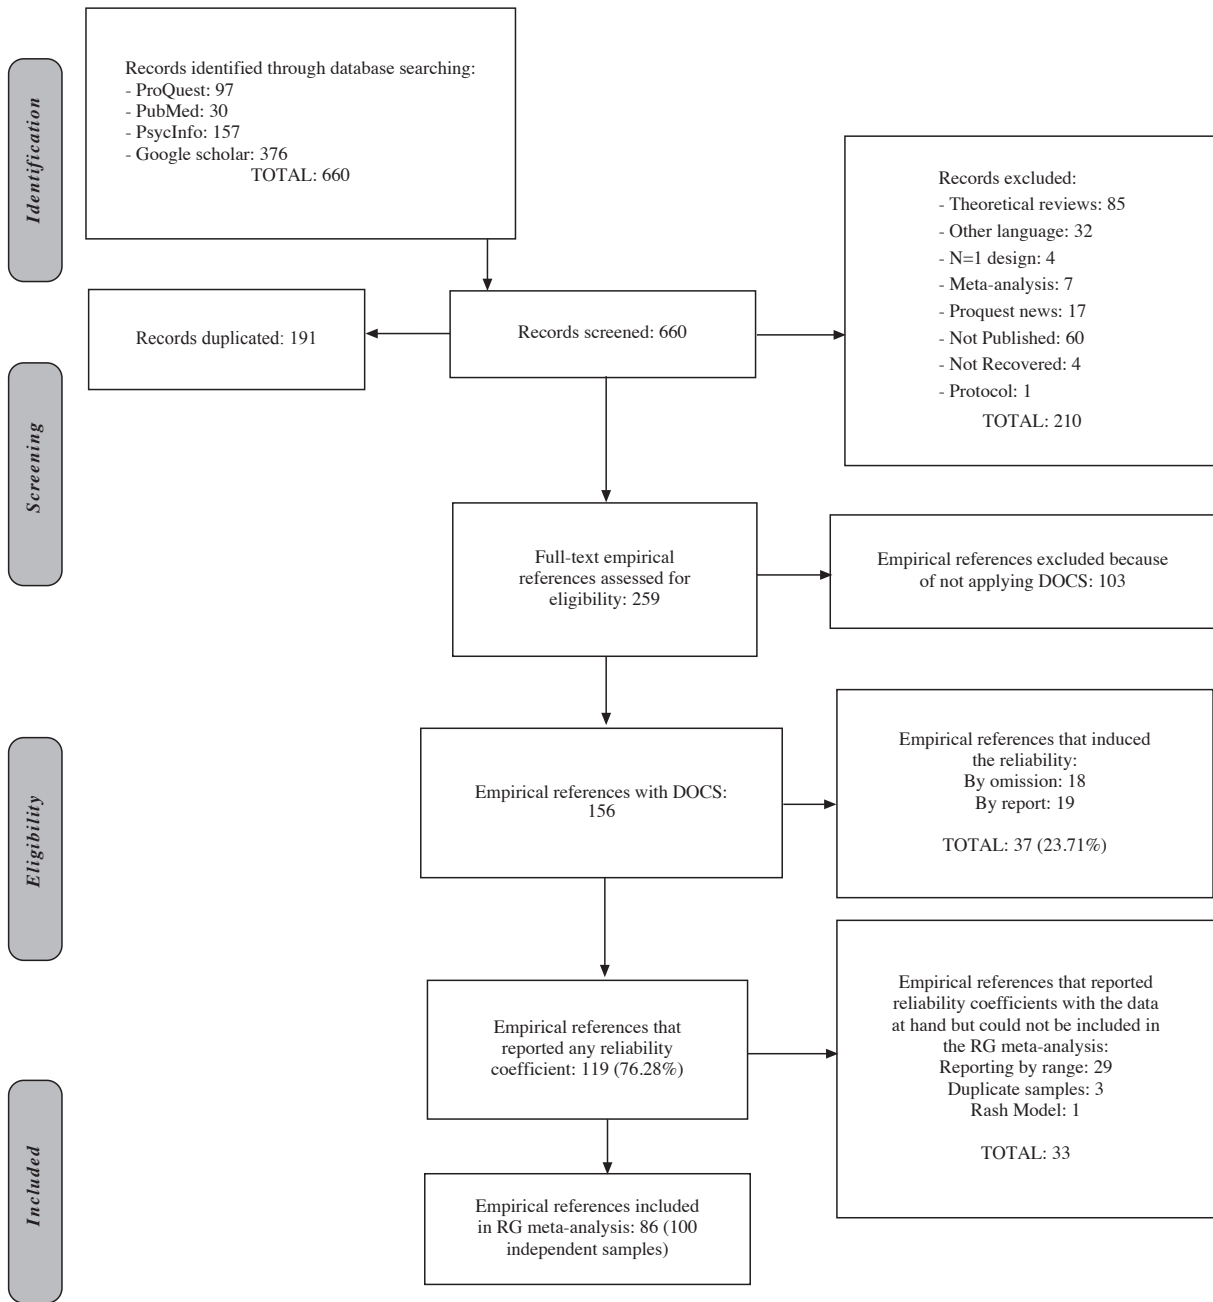 Identification
Records identified through database searching:
- ProQuest: 97
- PubMed: 30
- PsycInfo: 157
- Google scholar: 376
TOTAL: 660
Records excluded:
- Theoretical reviews: 85
- Other language: 32
- N=1 design: 4
- Meta-analysis: 7
- Proquest news: 17
- Not Published: 60
- Not Recovered: 4
- Protocol: 1
TOTAL: 210
Records duplicated: 191
Records screened: 660
Screening
Full-text empirical
references assessed for
eligibility: 259
Empirical references excluded because
of not applying DOCS: 103
Eligibility
Empirical references with DOCS:
156
Empirical references that induced
the reliability:
By omission: 18
By report: 19
TOTAL: 37 (23.71%)
Empirical references that
reported any reliability
coefficient: 119 (76.28%)
Empirical references that reported
reliability coefficients with the data
at hand but could not be included in
the RG meta-analysis:
Reporting by range: 29
Duplicate samples: 3
Rash Model: 1
TOTAL: 33
Included
Empirical references included
in RG meta-analysis: 86 (100
independent samples)